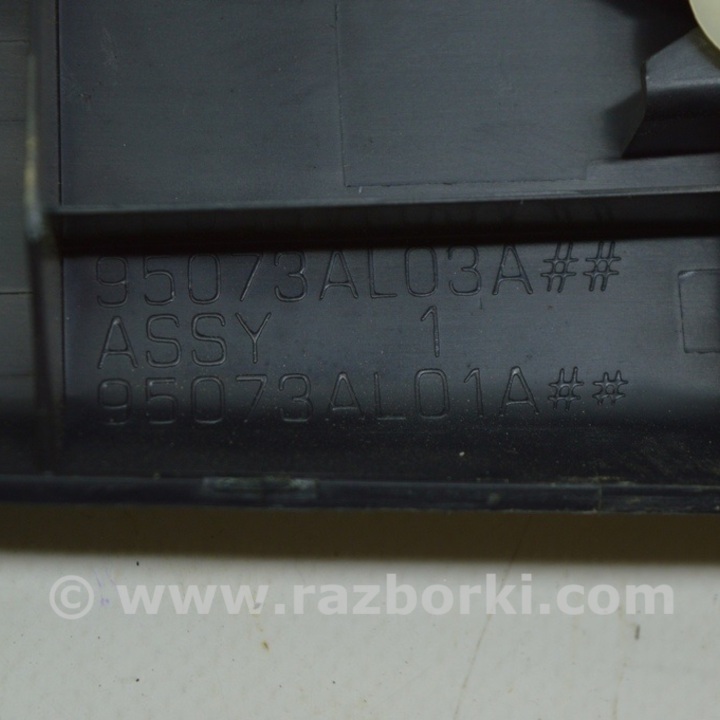 95073AL03A##
ASSY 1
95073AL01A##
© www.razborki.com